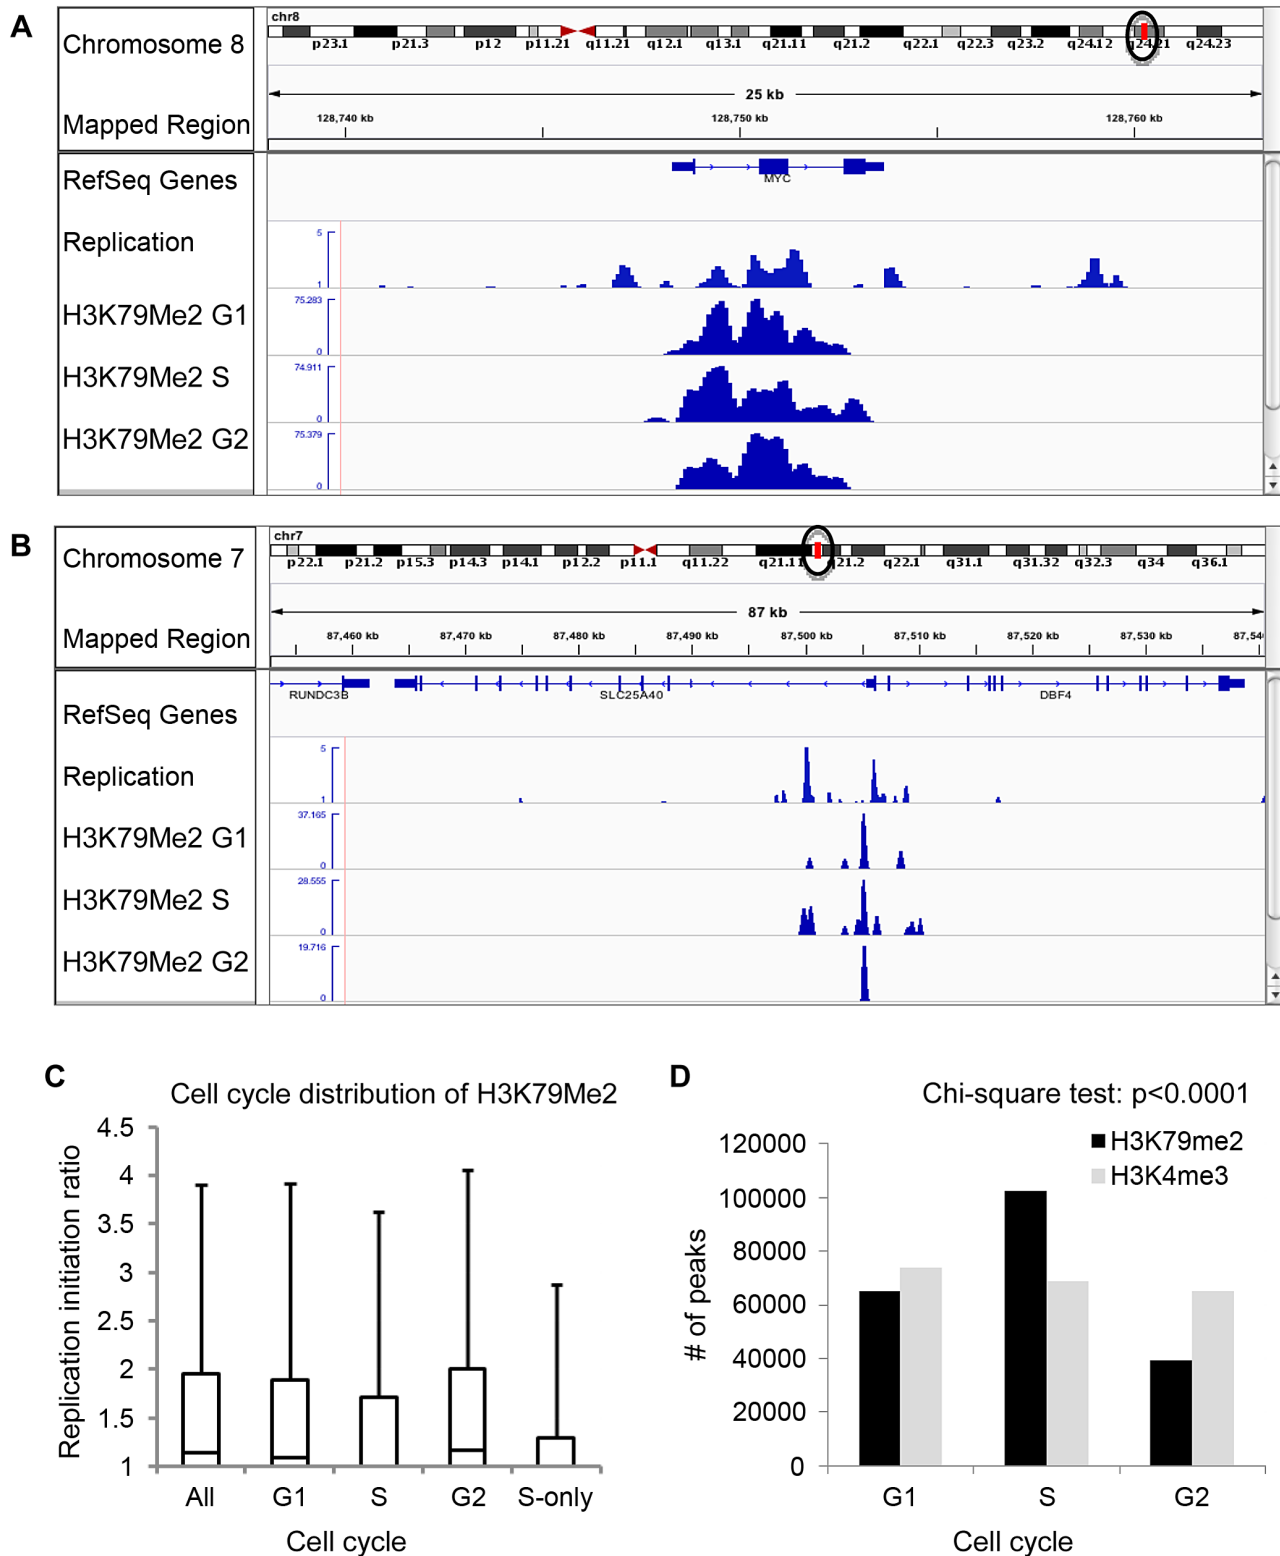 A
chr8
Chromosome 8
p23.1 p21.3 p12 p11.21 q11.21 q12.1 q13.1 q21.11 q21.2 q22.1 q22.3 q23.2 q24.12 q24.21 q24.23
25 kb
Mapped Region
128,740 kb 128,750 kb 128,760 kb
RefSeq Genes
MYC
Replication
5
1
H3K79Me2 G1
75.283
0
H3K79Me2 S
74.911
0
H3K79Me2 G2
75.379
0
B
chr7
Chromosome 7
p22.1 p21.2 p15.3 p14.3 p14.1 p12.2 p11.1 q11.22 q21.11 q21.2 q22.1 q31.1 q31.32 q32.3 q34 q36.1
87 kb
Mapped Region
87,460 kb 87,470 kb 87,480 kb 87,490 kb 87,500 kb 87,510 kb 87,520 kb 87,530 kb 87,54
RefSeq Genes
RUNDC3B SLC25A40 DBF4
Replication
5
1
H3K79Me2 G1
37.165
0
H3K79Me2 S
28.555
0
H3K79Me2 G2
19.716
0
C
Cell cycle distribution of H3K79Me2
Replication initiation ratio
4.5
4
3.5
3
2.5
2
1.5
1
All G1 S G2 S-only
Cell cycle
D
Chi-square test: p<0.0001
H3K79me2
H3K4me3
# of peaks
120000
100000
80000
60000
40000
20000
0
G1 S G2
Cell cycle